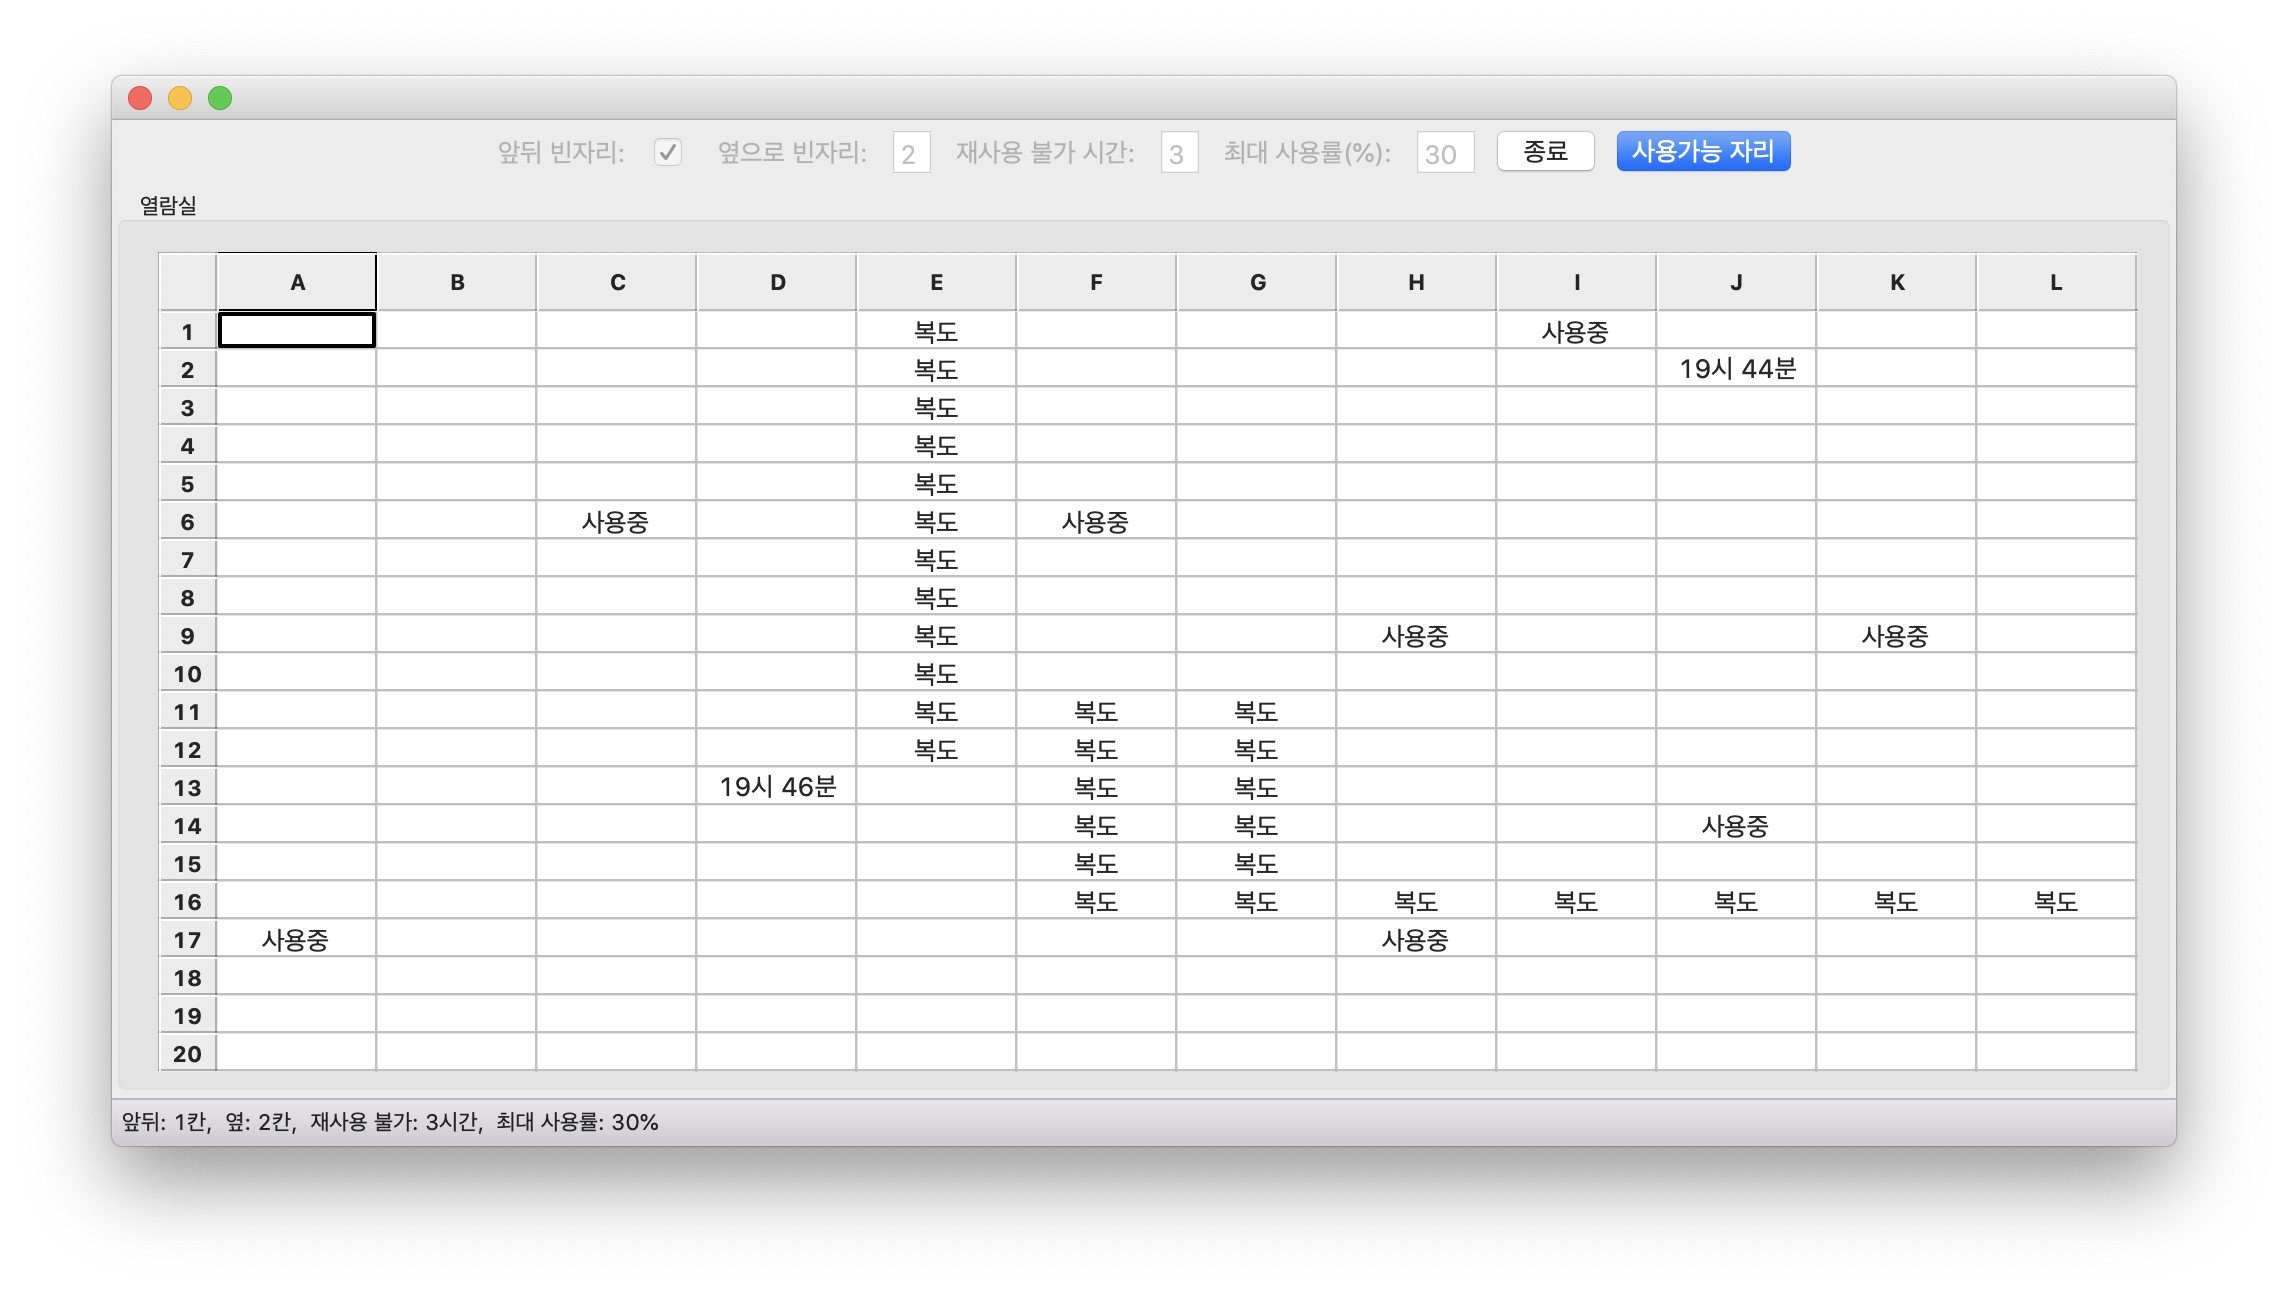 앞뒤 빈자리: 옆으로 빈자리: 2 재사용 불가 시간: 3 최대 사용률(%): 30 종료 사용가능 자리
열람실
A B C D E F G H I J K L
1 복도 사용중
2 복도 19시 44분
3 복도
4 복도
5 복도
6 사용중 복도 사용중
7 복도
8 복도
9 복도 사용중 사용중
10 복도
11 복도 복도 복도
12 복도 복도 복도
13 19시 46분 복도 복도
14 복도 복도 사용중
15 복도 복도
16 복도 복도 복도 복도 복도 복도 복도
17 사용중 사용중
18
19
20
앞뒤: 1칸, 옆: 2칸, 재사용 불가: 3시간, 최대 사용률: 30%